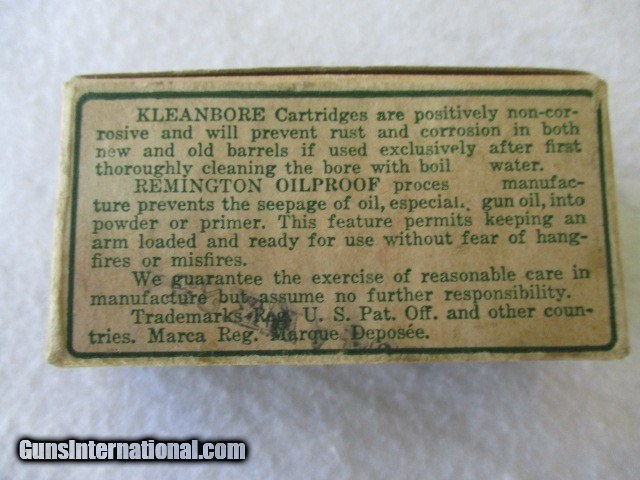 KLEANBORE Cartridges are positively non-cor-
rosive and will prevent rust and corrosion in both
new and old barrels if used exclusively after first
thoroughly cleaning the bore with boil water.
REMINGTON OILPROOF proces manufac-
ture prevents the seepage of oil, especial. gun oil, into
powder or primer. This feature permits keeping an
arm loaded and ready for use without fear of hang-
fires or misfires.
We guarantee the exercise of reasonable care in
manufacture but assume no further responsibility.
Trademarks Reg. U. S. Pat. Off. and other coun-
tries. Marca Reg. Marque Deposée.
GunsInternational.com